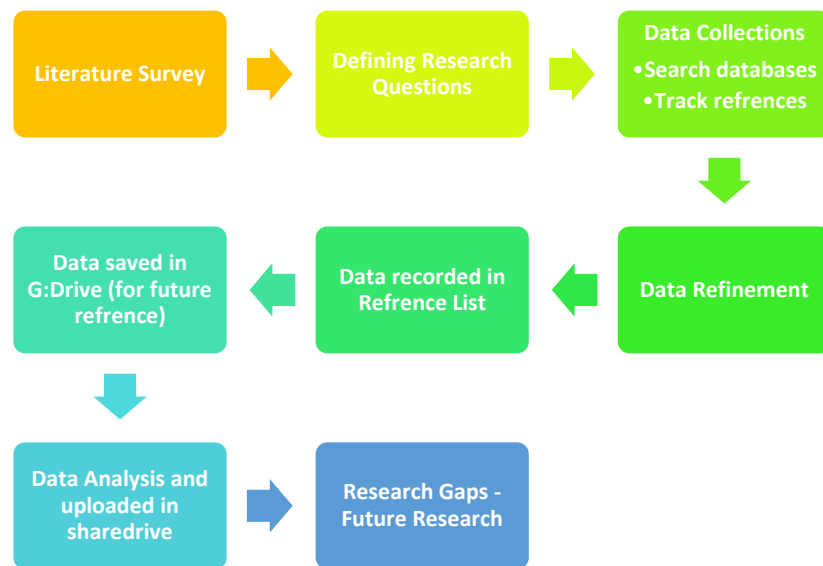 Literature Survey
Defining Research
Questions
Data Collections
•Search databases
•Track refrences
Data Refinement
Data recorded in
Refrence List
Data saved in
G:Drive (for future
refrence)
Data Analysis and
uploaded in
sharedrive
Research Gaps -
Future Research